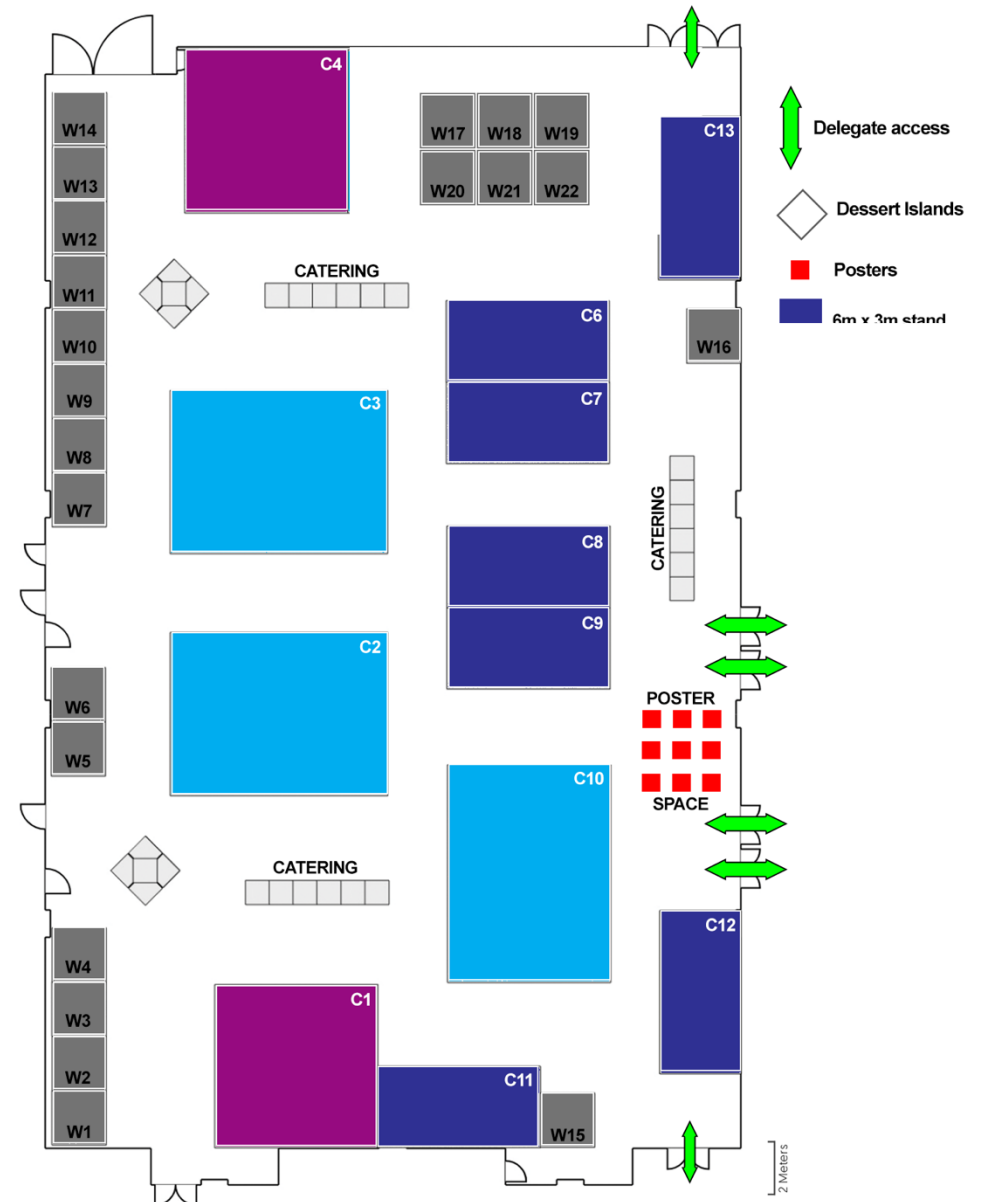 C4
W14
W17 W18 W19
C13
Delegate access
W13
W20 W21 W22
Dessert Islands
W12
CATERING
Posters
W11
C6
6m x 3m stand
W10
W16
C3
C7
W9
W8
W7
CATERING
C8
C9
C2
W6
POSTER
W5
C10
SPACE
CATERING
C12
W4
C1
W3
W2
C11
W1
W15
2 Meters